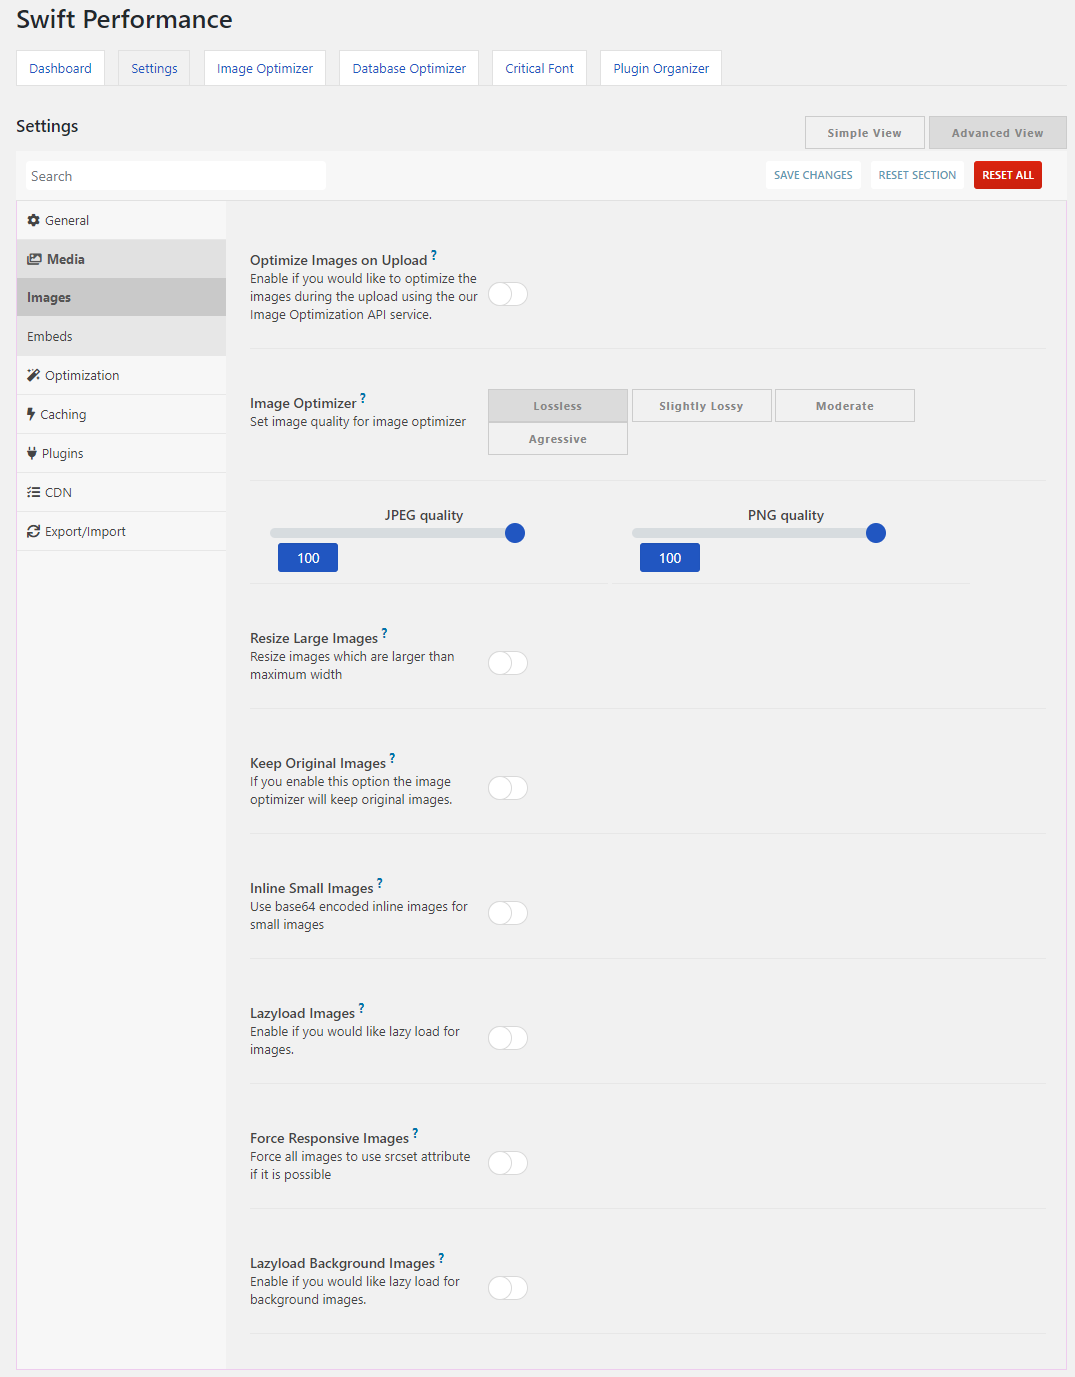 Swift Performance
Dashboard
Settings
Image Optimizer
Database Optimizer
Critical Font
Plugin Organizer
Settings
Simple View
Advanced View
Search
SAVE CHANGES
RESET SECTION
RESET ALL
General
Media
Images
Embeds
Optimization
Caching
Plugins
CDN
Export/Import
Optimize Images on Upload ?
Enable if you would like to optimize the
images during the upload using the our
Image Optimization API service.
Image Optimizer ?
Set image quality for image optimizer
Lossless
Slightly Lossy
Moderate
Agressive
JPEG quality
100
PNG quality
100
Resize Large Images ?
Resize images which are larger than
maximum width
Keep Original Images ?
If you enable this option the image
optimizer will keep original images.
Inline Small Images ?
Use base64 encoded inline images for
small images
Lazyload Images ?
Enable if you would like lazy load for
images.
Force Responsive Images ?
Force all images to use srcset attribute
if it is possible
Lazyload Background Images ?
Enable if you would like lazy load for
background images.